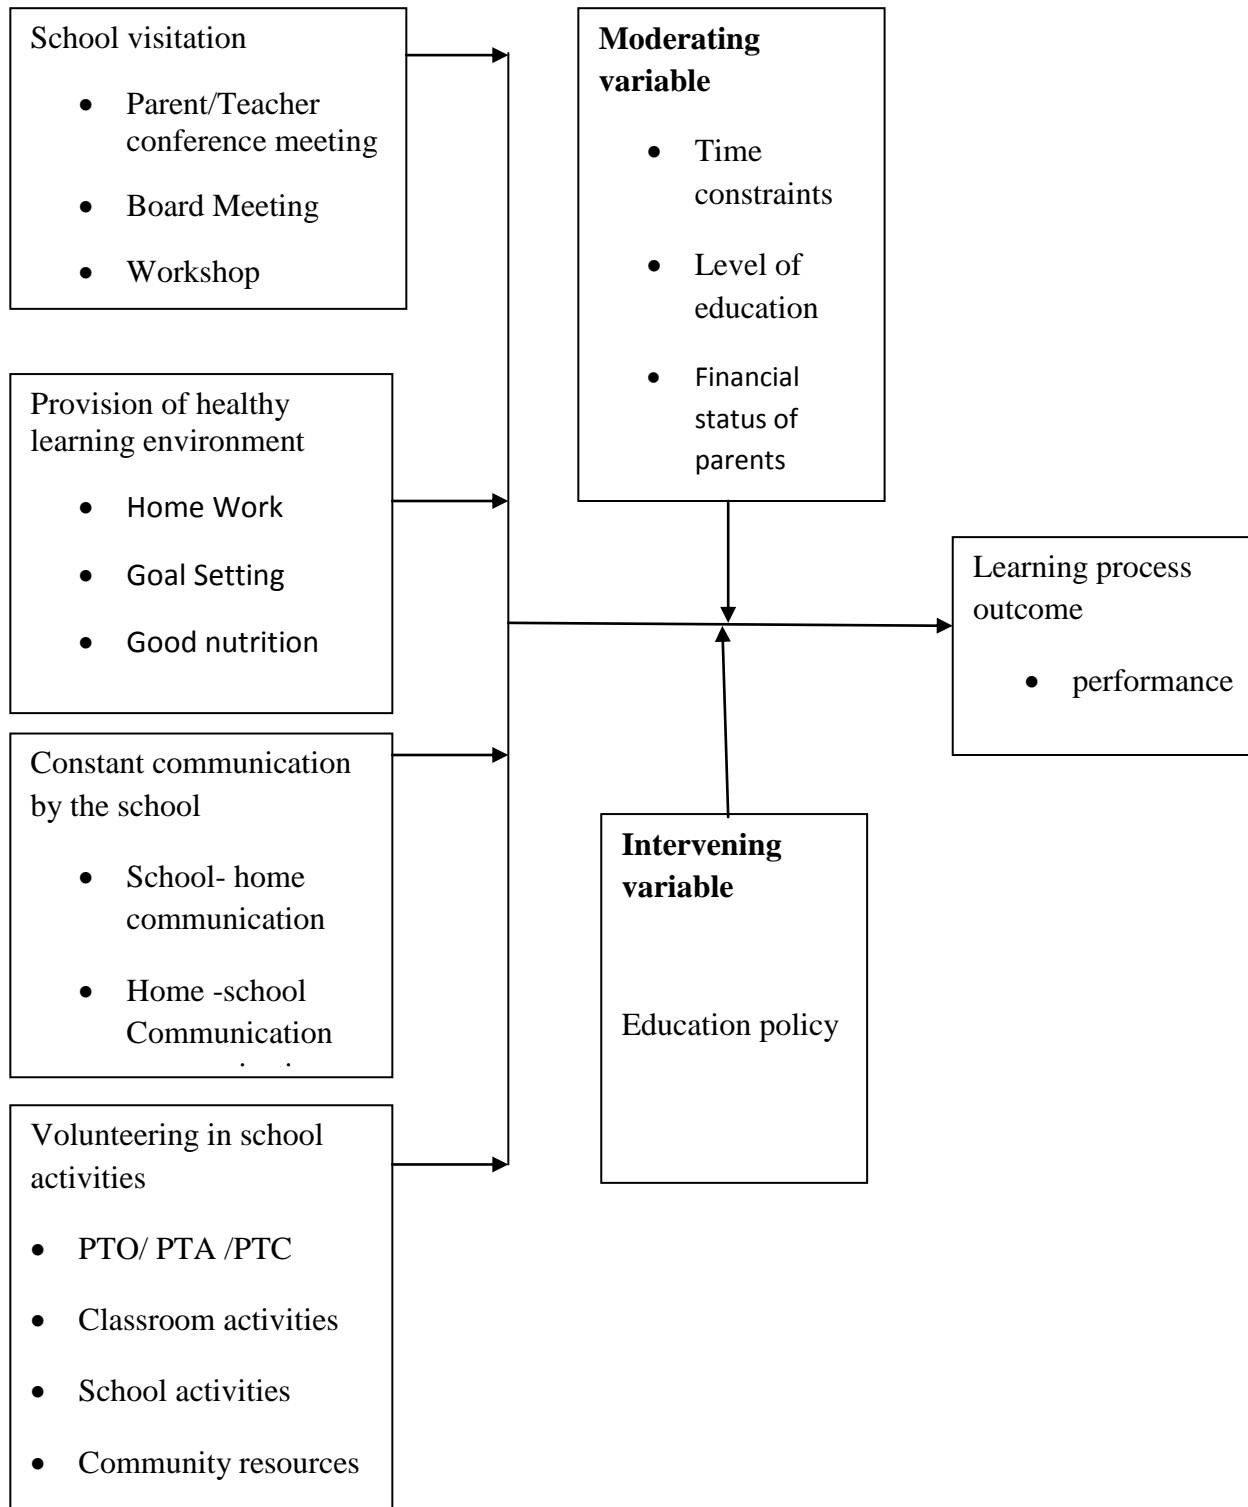 School visitation
• Parent/Teacher
conference meeting
• Board Meeting
• Workshop
Provision of healthy
learning environment
• Home Work
• Goal Setting
• Good nutrition
Constant communication
by the school
• School- home
communication
• Home -school
Communication
Volunteering in school
activities
• PTO/ PTA /PTC
• Classroom activities
• School activities
• Community resources
Moderating
variable
• Time
constraints
• Level of
education
• Financial
status of
parents
Intervening
variable
Education policy
Learning process
outcome
• performance